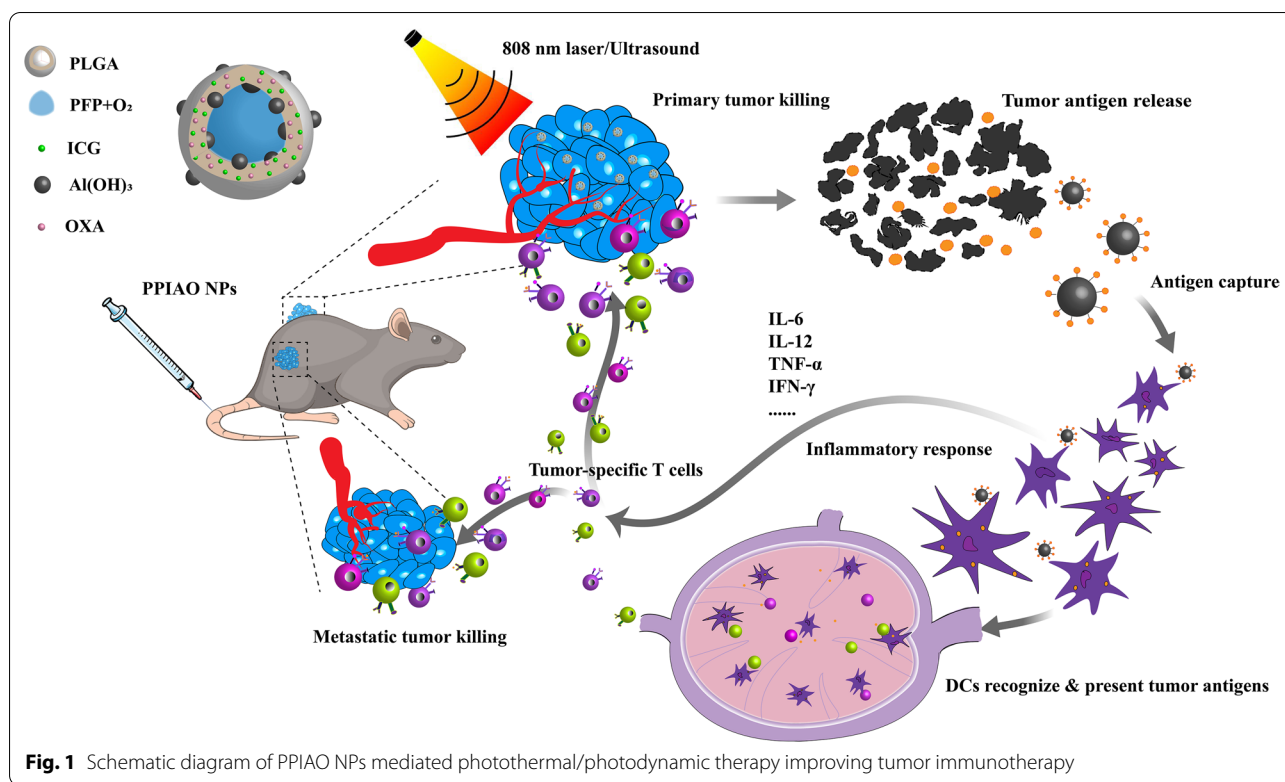 PLGA
PFP+O₂
ICG
Al(OH)₃
OXA
808 nm laser/Ultrasound
Primary tumor killing
Tumor antigen release
Antigen capture
PPIAO NPs
IL-6
IL-12
TNF-α
IFN-γ
......
Inflammatory response
Tumor-specific T cells
Metastatic tumor killing
DCs recognize & present tumor antigens
Fig. 1 Schematic diagram of PPIAO NPs mediated photothermal/photodynamic therapy improving tumor immunotherapy